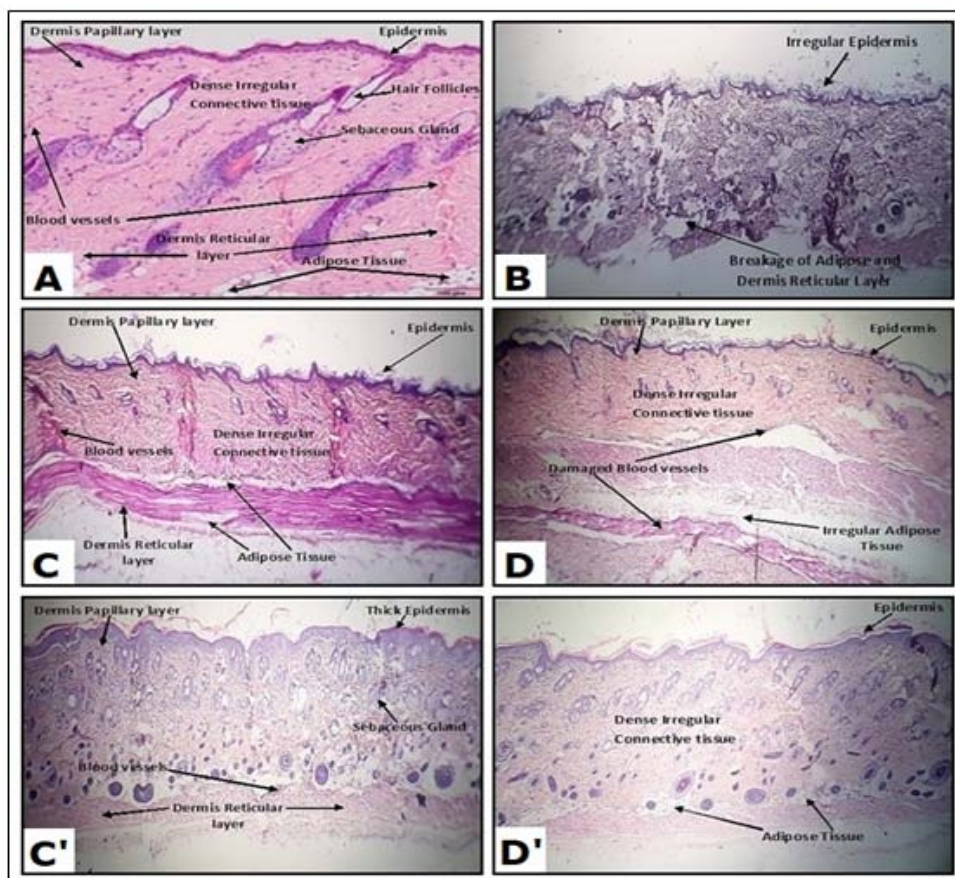 Dermis Papillary layer
Epidermis
Dense Irregular
Connective tissue
Hair Follicles
Sebaceous Gland
Blood vessels
Dermis Reticular
layer
Adipose Tissue
A
Irregular Epidermis
Breakage of Adipose and
Dermis Reticular Layer
B
Dermis Papillary layer
Epidermis
Blood vessels
Dense Irregular
Connective tissue
Dermis Reticular
layer
Adipose Tissue
C
Dermis Papillary Layer
Epidermis
Dense Irregular
Connective tissue
Damaged Blood vessels
Irregular Adipose
Tissue
D
Dermis Papillary layer
Thick Epidermis
Sebaceous Gland
Blood vessels
Dermis Reticular
layer
C'
Epidermis
Dense Irregular
Connective tissue
Adipose Tissue
D'